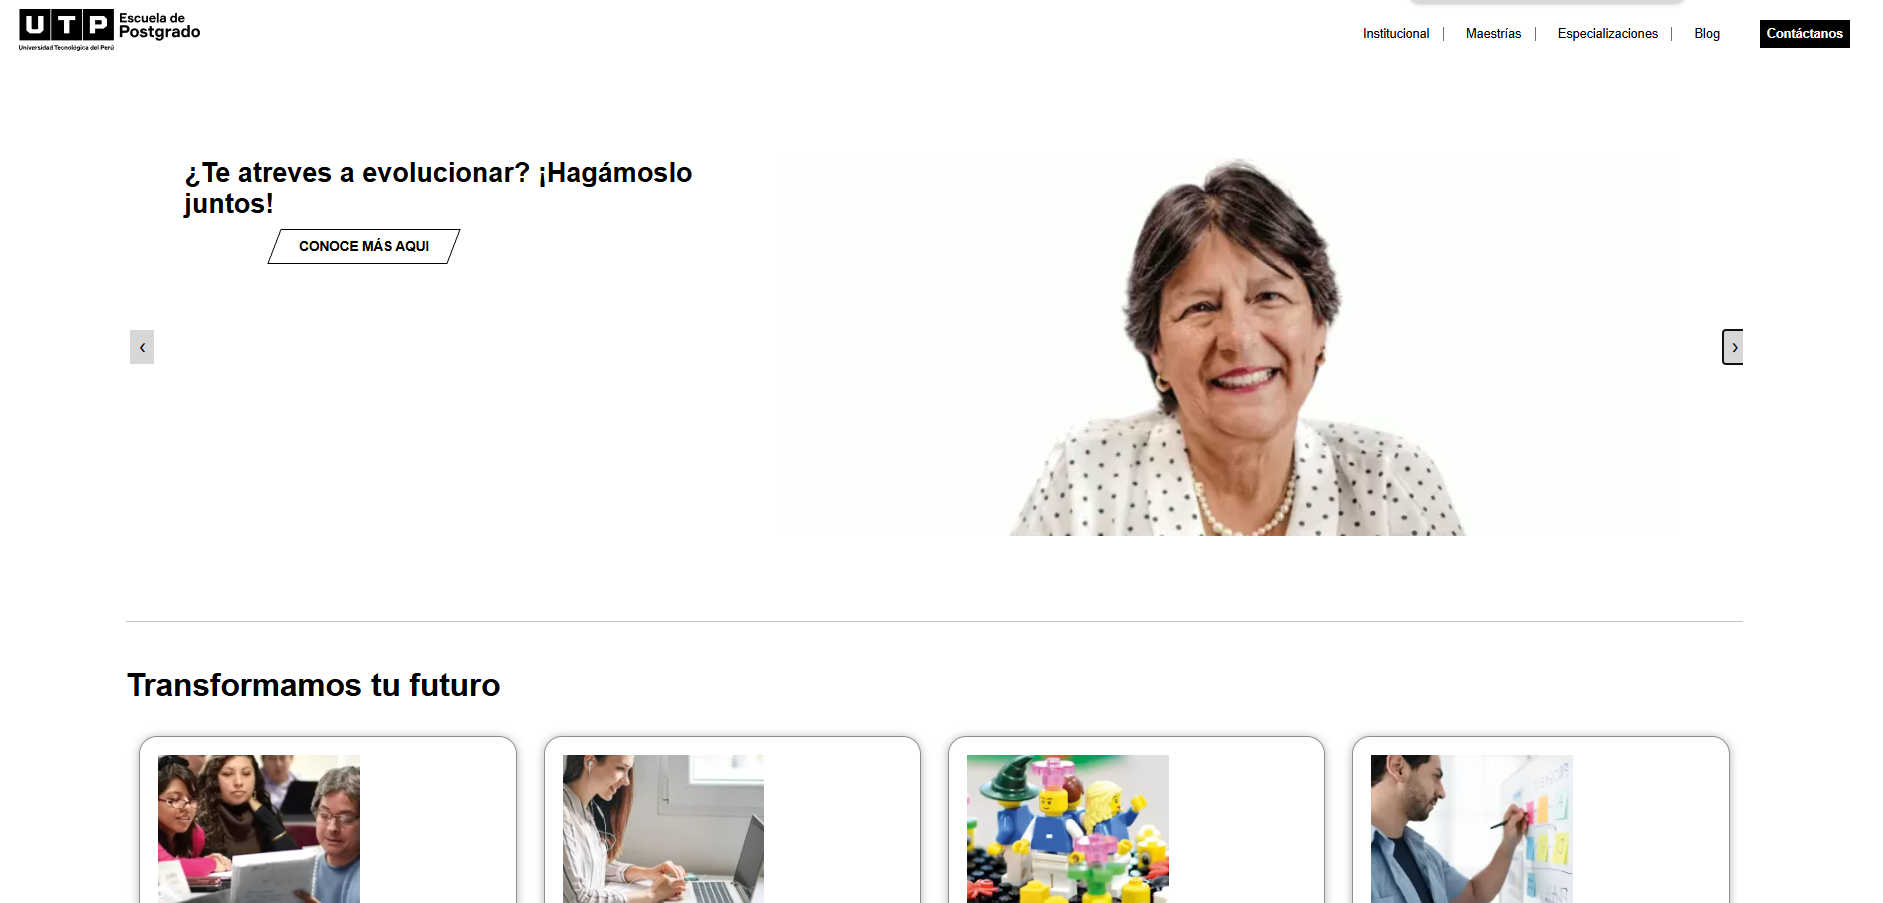 UTP Escuela de Postgrado
Universidad Tecnológica del Perú
Institucional
Maestrías
Especializaciones
Blog
Contáctanos
¿Te atreves a evolucionar? ¡Hagámoslo
juntos!
CONOCE MÁS AQUI
‹
›
Transformamos tu futuro